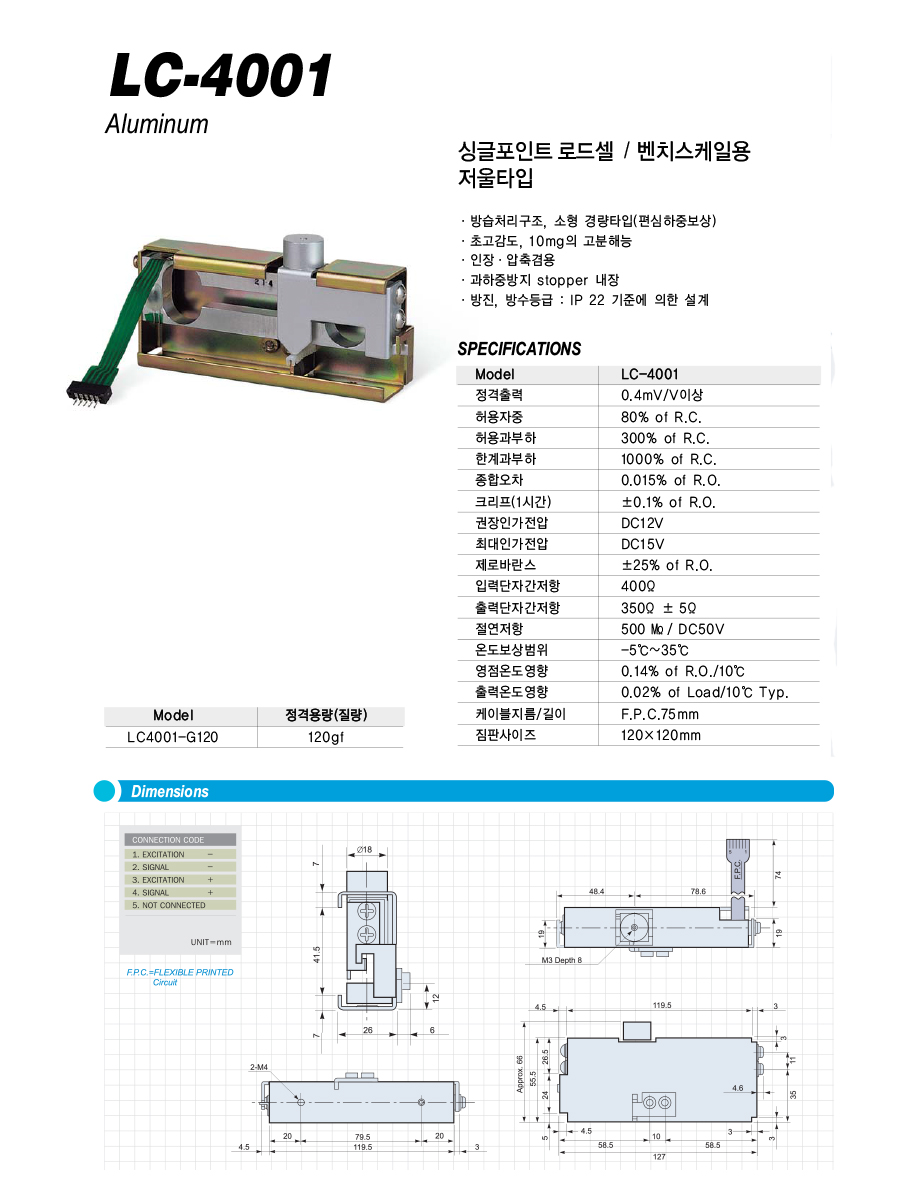 LC-4001
Aluminum
싱글포인트 로드셀 / 벤치스케일용
저울타입
· 방습처리구조, 소형 경량타입(편심하중보상)
· 초고감도, 10mg의 고분해능
· 인장 · 압축겸용
· 과하중방지 stopper 내장
· 방진, 방수등급 : IP 22 기준에 의한 설계
SPECIFICATIONS
Model LC-4001
정격출력 0.4mV/V이상
허용자중 80% of R.C.
허용과부하 300% of R.C.
한계과부하 1000% of R.C.
종합오차 0.015% of R.O.
크리프(1시간) ±0.1% of R.O.
권장인가전압 DC12V
최대인가전압 DC15V
제로바란스 ±25% of R.O.
입력단자간저항 400Ω
출력단자간저항 350Ω ± 5Ω
절연저항 500 ㏁ / DC50V
온도보상범위 -5℃~35℃
영점온도영향 0.14% of R.O./10℃
출력온도영향 0.02% of Load/10℃ Typ.
케이블지름/길이 F.P.C.75mm
짐판사이즈 120×120mm
Model 정격용량(질량)
LC4001-G120 120gf
Dimensions
CONNECTION CODE
1. EXCITATION −
2. SIGNAL −
3. EXCITATION +
4. SIGNAL +
5. NOT CONNECTED
UNIT=mm
F.P.C.=FLEXIBLE PRINTED
Circuit
∅18
7
41.5
7
12
26
6
5 1
F.P.C.
74
48.4
78.6
19
19
M3 Depth 8
2-M4
20
79.5
20
4.5
119.5
3
4.5
119.5
3
3
11
35
3
Approx. 66
55.5
26.5
24
5
4.6
4.5
3
58.5
10
58.5
127